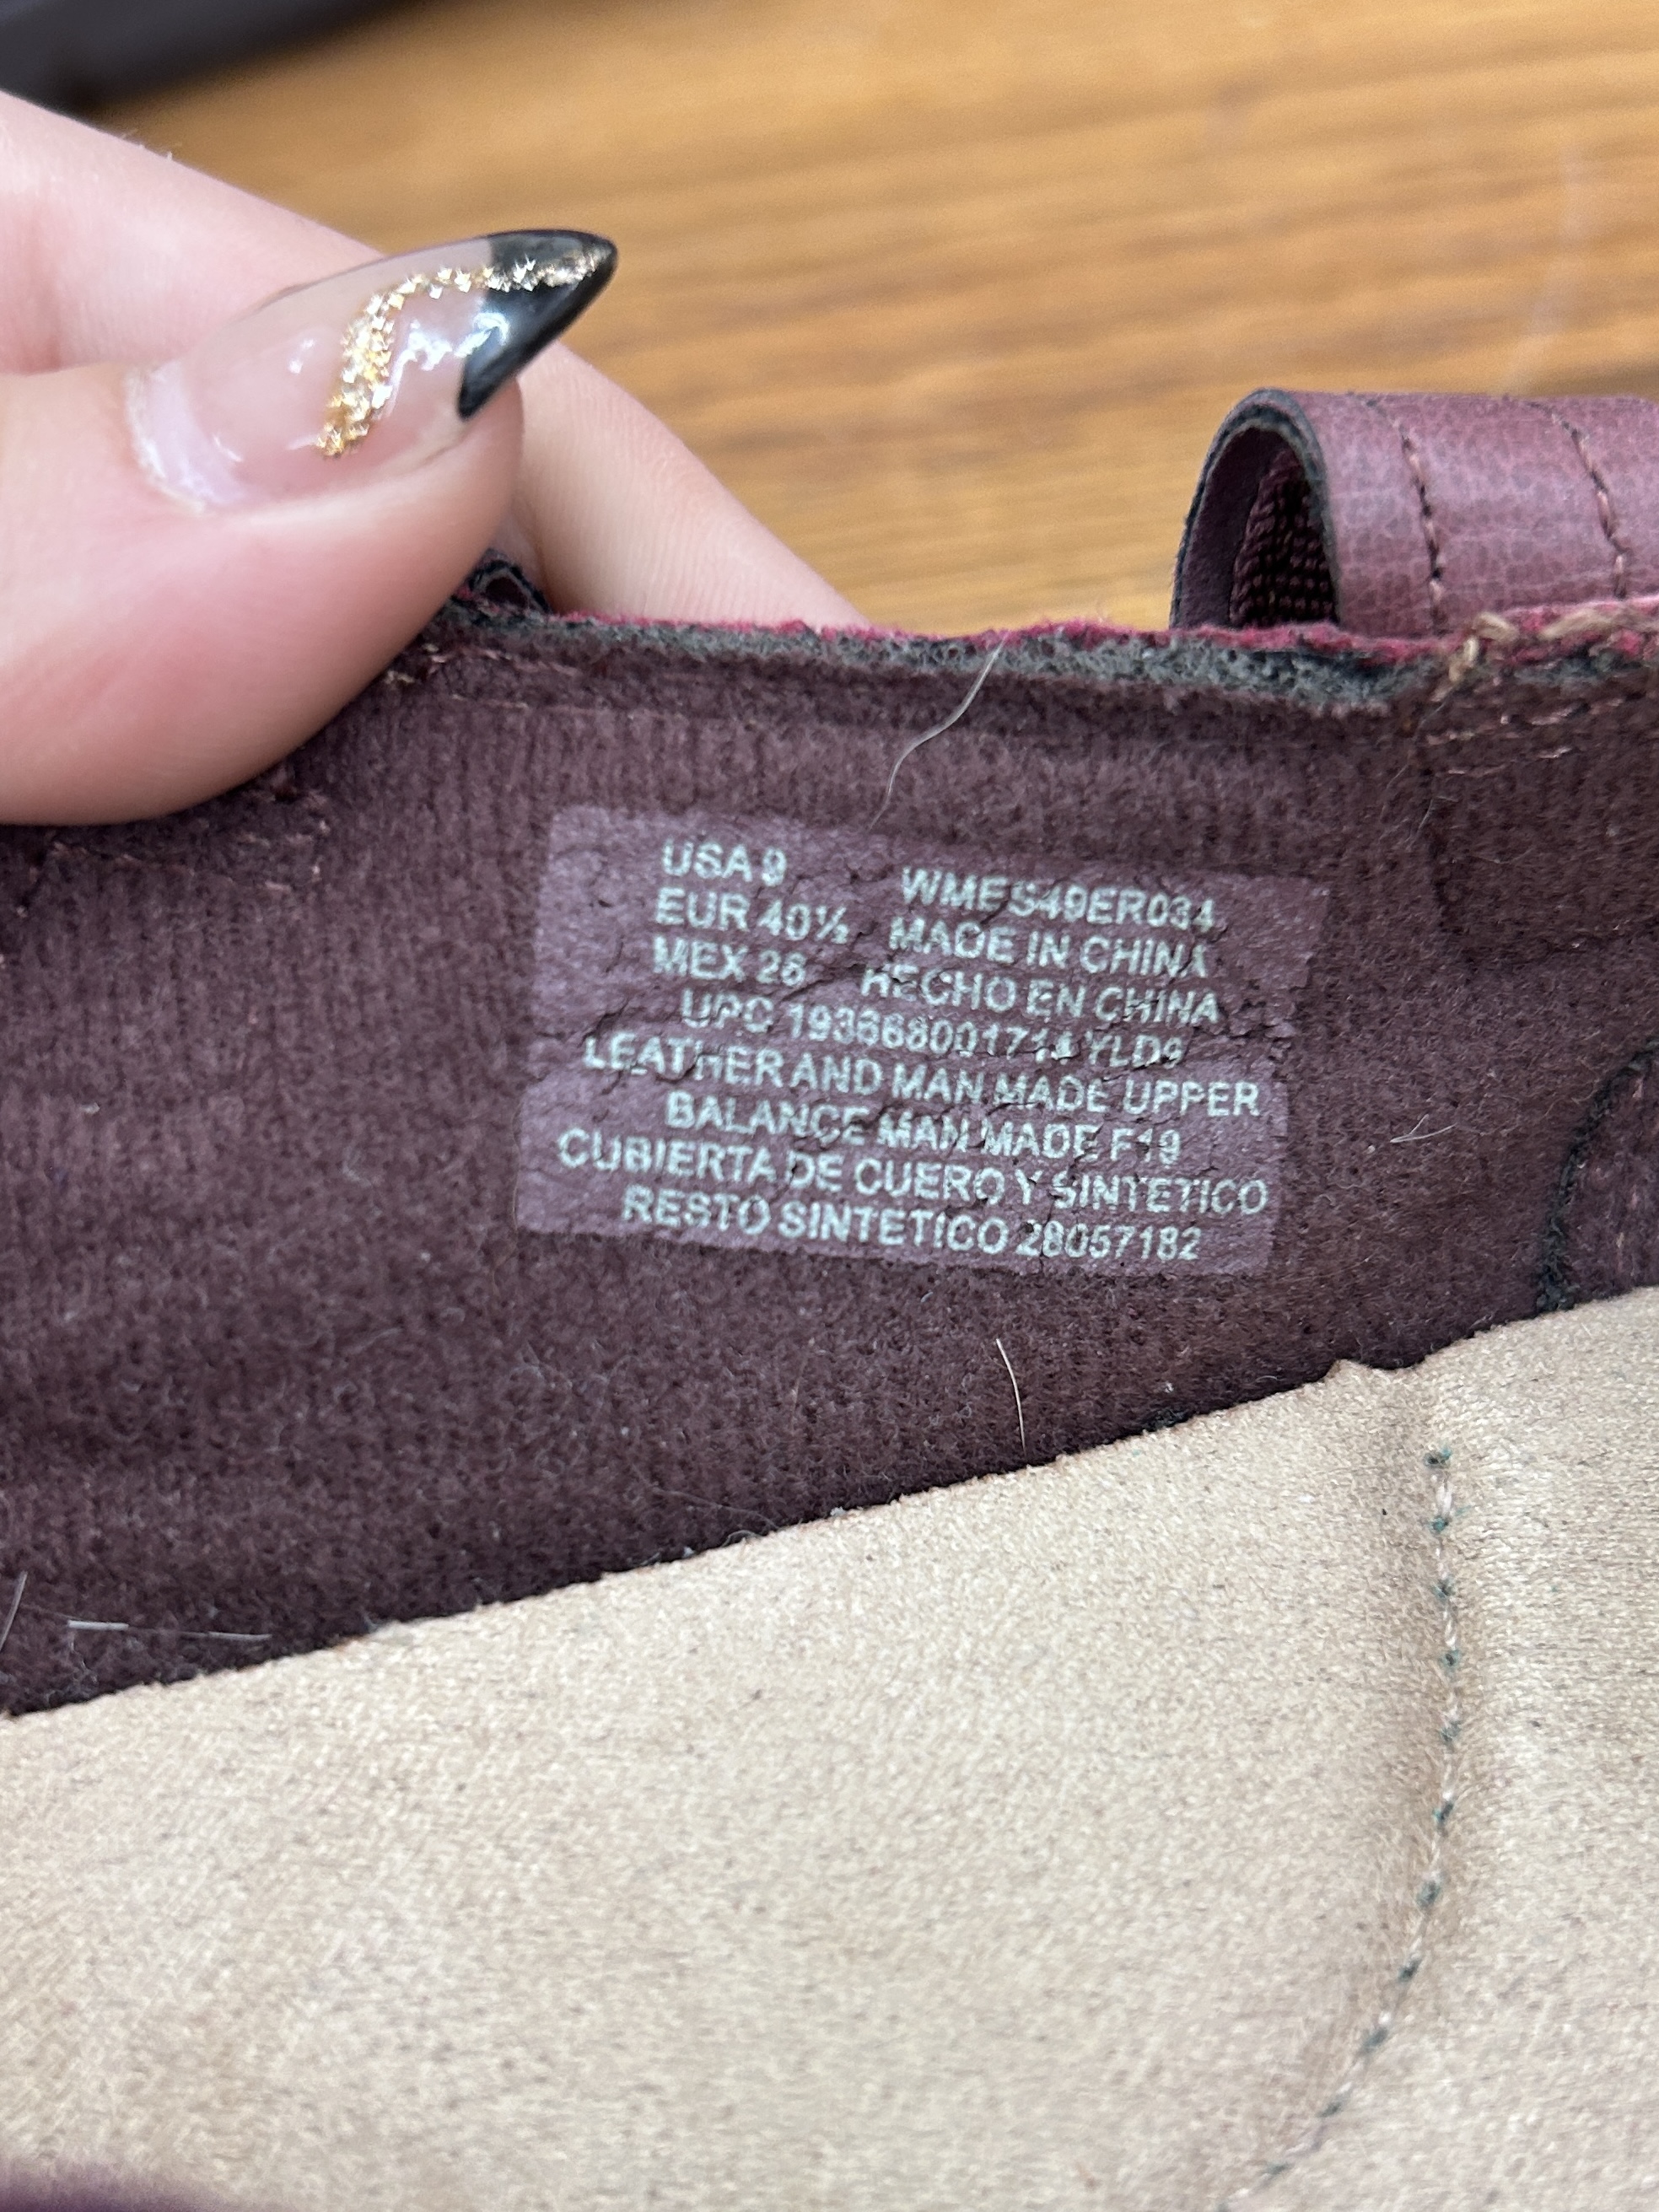 USA 9 WMES49ER034
EUR 40½ MADE IN CHINA
MEX 26 HECHO EN CHINA
UPC 193668001714 YLD9
LEATHER AND MAN MADE UPPER
BALANCE MAN MADE F19
CUBIERTA DE CUERO Y SINTETICO
RESTO SINTETICO 28057182